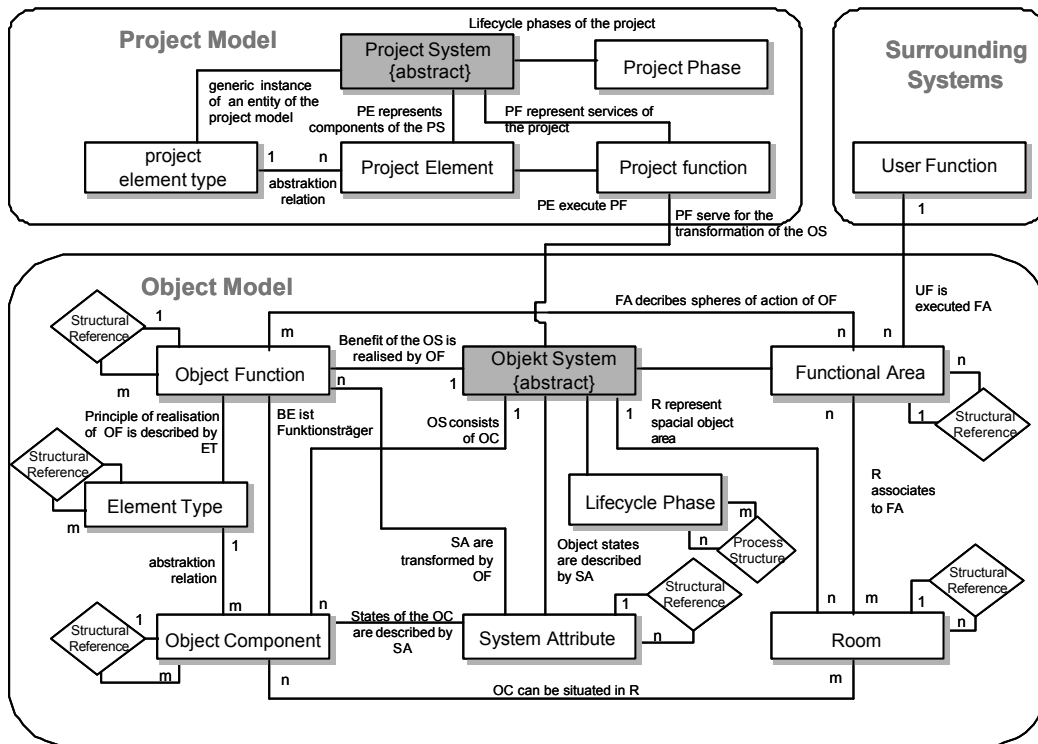 Project Model
Lifecycle phases of the project
Surrounding
Systems
Project System
{abstract}
Project Phase
generic instance
of an entity of the
project model
PE represents
components of the PS
PF represent services of
the project
project
element type
1
n
abstraktion
relation
Project Element
Project function
User Function
PE execute PF
1
PF serve for the
transformation of the OS
Object Model
UF is
executed FA
FA decribes spheres of action of OF
Structural
Reference
1
m
m
n
n
Benefit of the OS is
realised by OF
Object Function
Objekt System
{abstract}
Functional Area
n
n
1
1
1
n
1
Structural
Reference
Principle of realisation
of OF is described by
ET
BE ist
Funktionsträger
OS consists
of OC
R represent
spacial object
area
Structural
Reference
m
Element Type
Lifecycle Phase
R
associates
to FA
m
n
Process
Structure
1
abstraktion
relation
SA are
transformed by
OF
Object states
are described
by SA
Structural
Reference
1
n
Structural
Reference
1
n
Structural
Reference
1
m
m
n
n
m
Object Component
States of the OC
are described by
SA
System Attribute
Room
n
OC can be situated in R
m